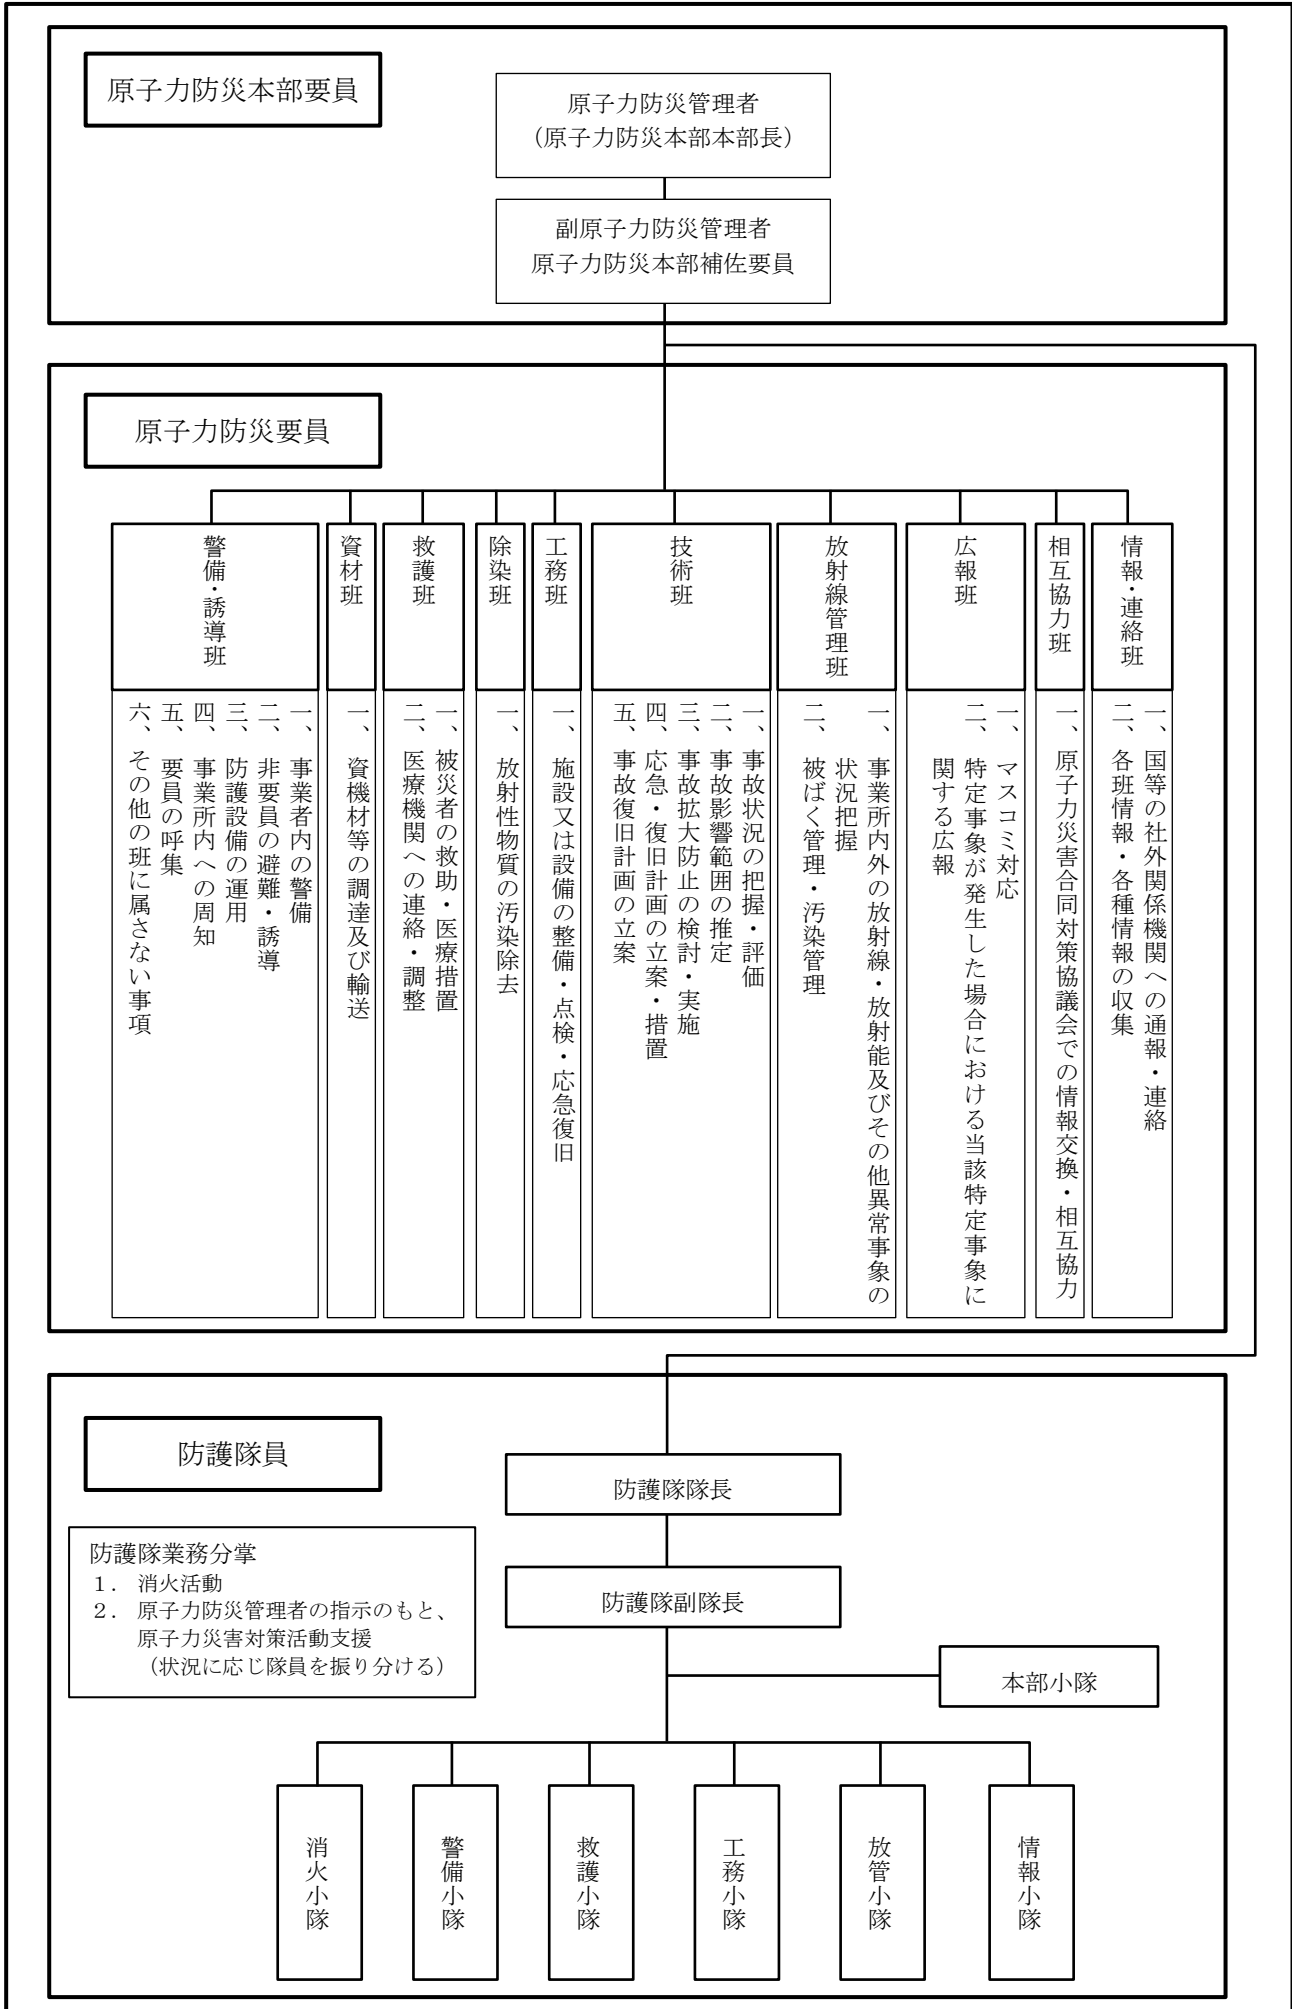 原子力防災本部要員
原子力防災管理者
（原子力防災本部本部長）
副原子力防災管理者
原子力防災本部補佐要員
原子力防災要員
情報・連絡班
一、国等の社外関係機関への通報・連絡
二、各班情報・各種情報の収集
相互協力班
一、原子力災害合同対策協議会での情報交換・相互協力
広報班
一、マスコミ対応
二、特定事象が発生した場合における当該特定事象に
関する広報
放射線管理班
一、事業所内外の放射線・放射能及びその他異常事象の
状況把握
二、被ばく管理・汚染管理
技術班
一、事故状況の把握・評価
二、事故影響範囲の推定
三、事故拡大防止の検討・実施
四、応急・復旧計画の立案・措置
五、事故復旧計画の立案
工務班
一、施設又は設備の整備・点検・応急復旧
除染班
一、放射性物質の汚染除去
救護班
一、被災者の救助・医療措置
二、医療機関への連絡・調整
資材班
一、資機材等の調達及び輸送
警備・誘導班
一、事業者内の警備
二、非要員の避難・誘導
三、防護設備の運用
四、事業所内への周知
五、要員の呼集
六、その他の班に属さない事項
防護隊員
防護隊隊長
防護隊業務分掌
１．消火活動
２．原子力防災管理者の指示のもと、
原子力災害対策活動支援
（状況に応じ隊員を振り分ける）
防護隊副隊長
本部小隊
情報小隊
放管小隊
工務小隊
救護小隊
警備小隊
消火小隊